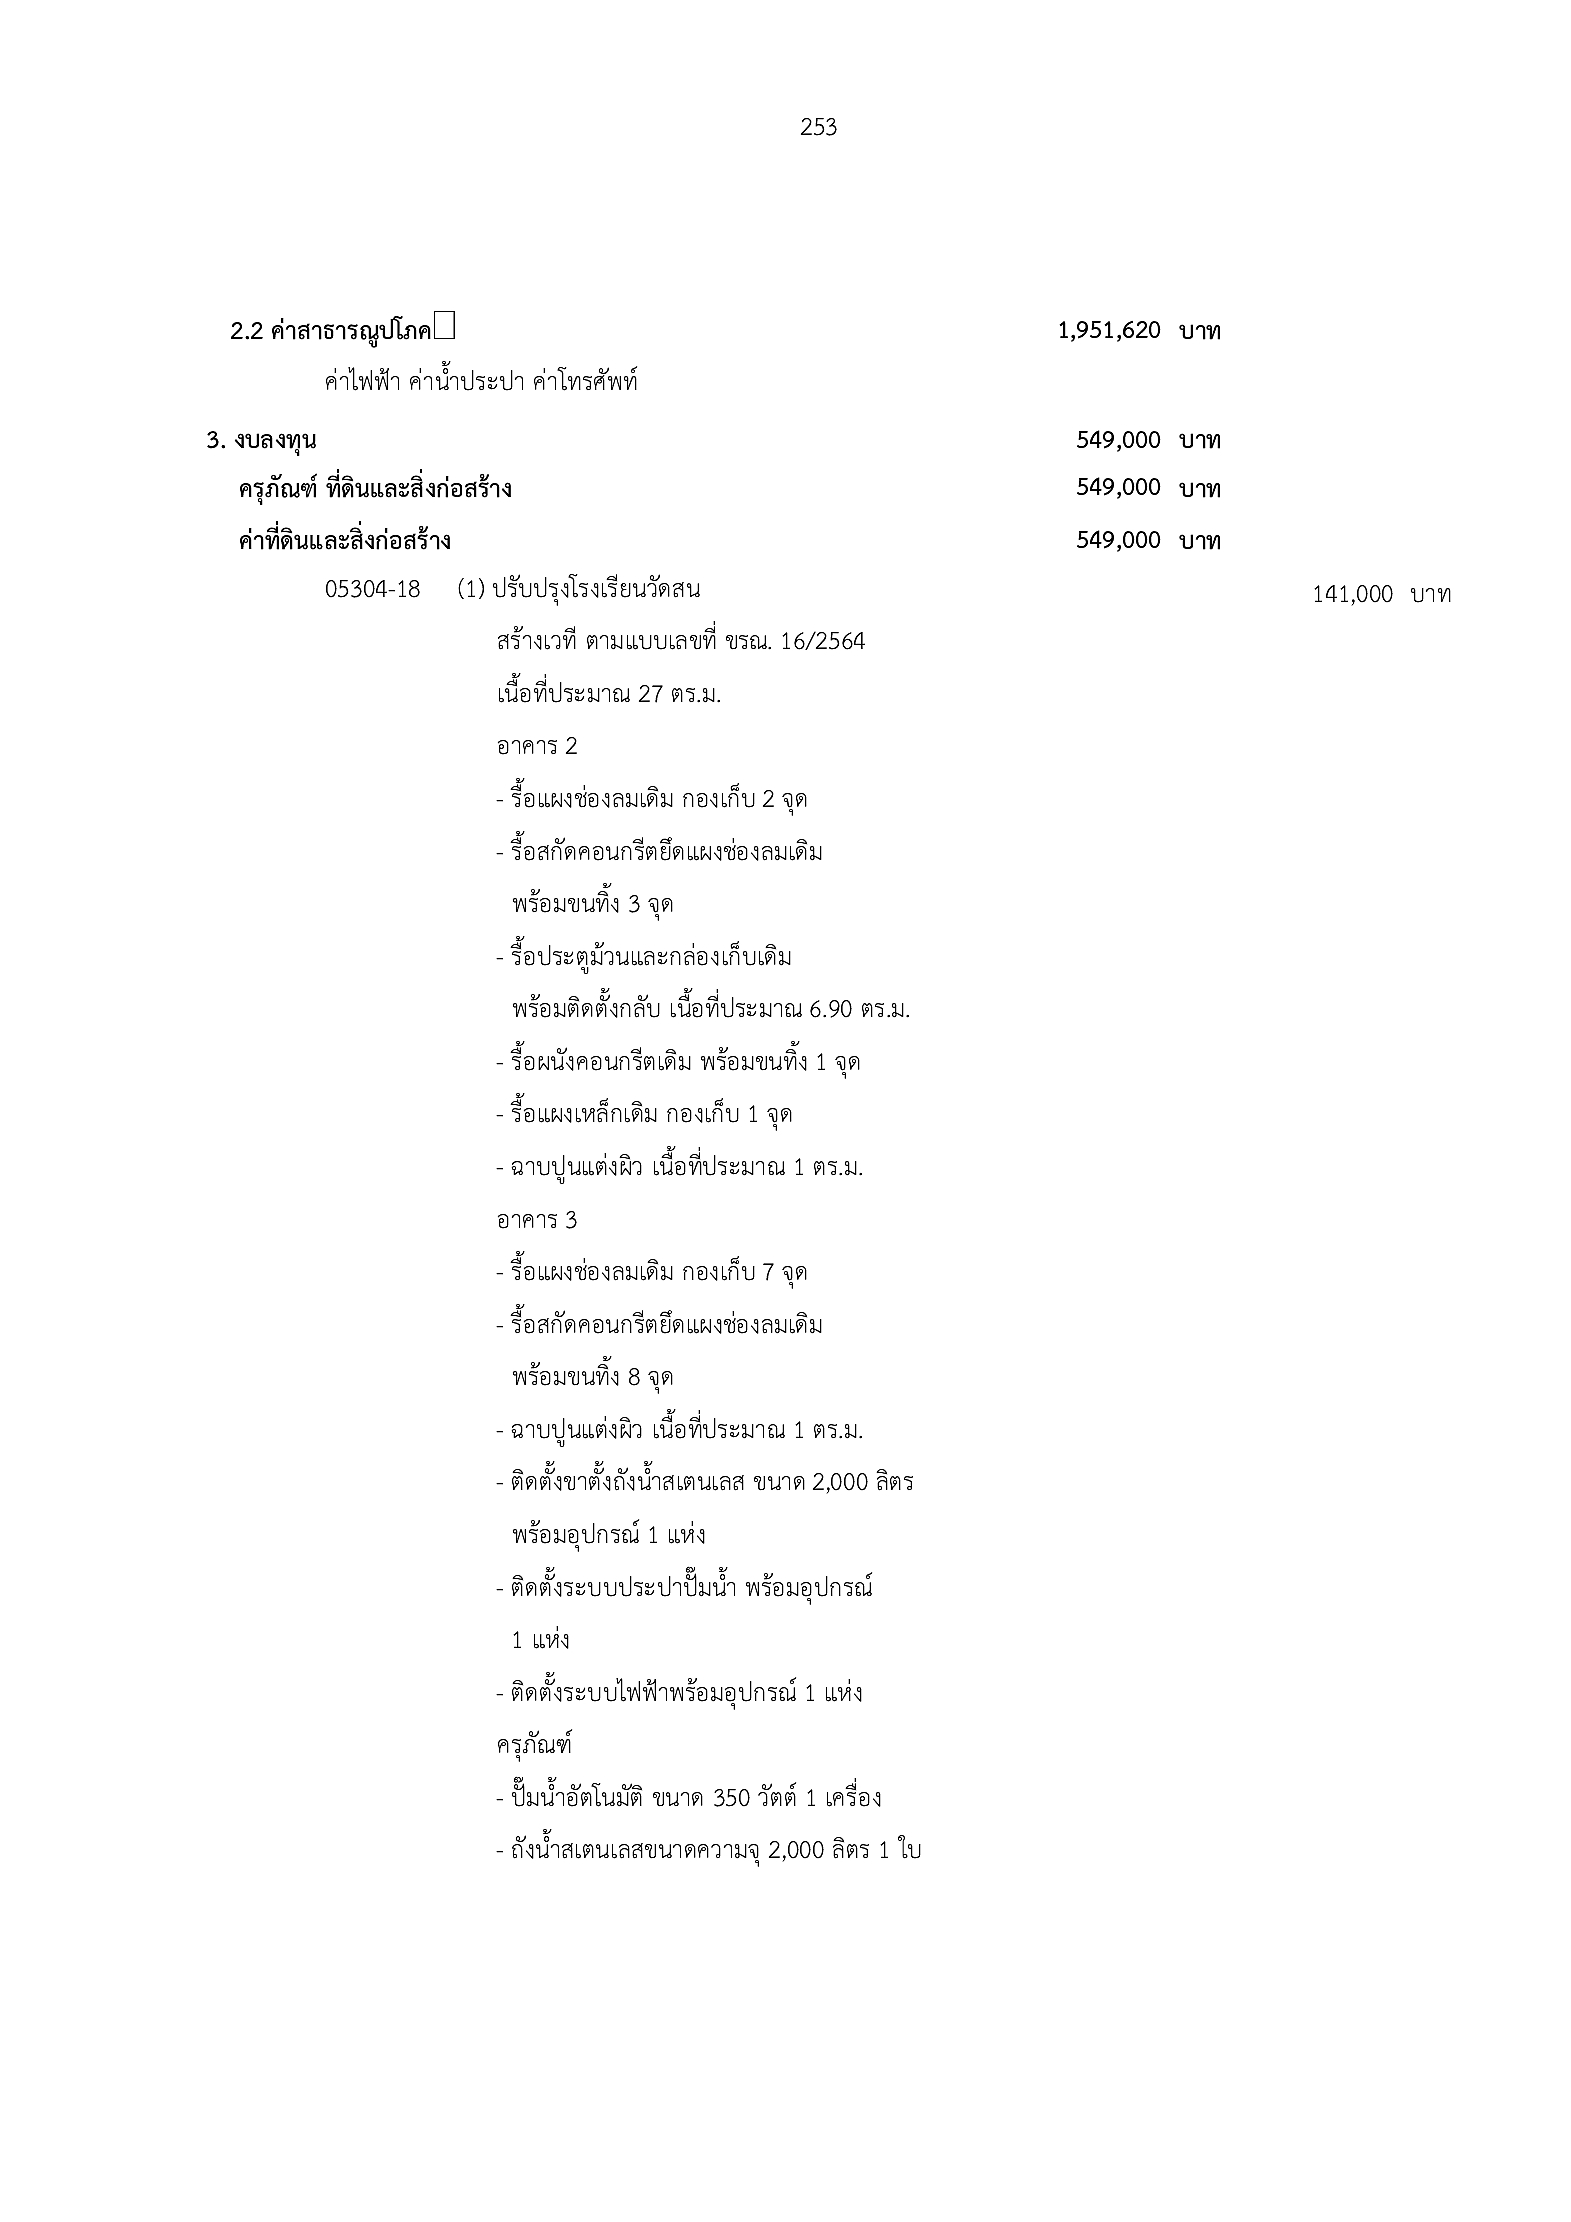 253
2.2 ค่าสาธารณูปโภค 1,951,620 บาท
ค่าไฟฟ้า ค่าน้ำประปา ค่าโทรศัพท์
3. งบลงทุน 549,000 บาท
ครุภัณฑ์ ที่ดินและสิ่งก่อสร้าง 549,000 บาท
ค่าที่ดินและสิ่งก่อสร้าง 549,000 บาท
05304-18 (1) ปรับปรุงโรงเรียนวัดสน 141,000 บาท
สร้างเวที ตามแบบเลขที่ ขรณ. 16/2564
เนื้อที่ประมาณ 27 ตร.ม.
อาคาร 2
- รื้อแผงช่องลมเดิม กองเก็บ 2 จุด
- รื้อสกัดคอนกรีตยึดแผงช่องลมเดิม
พร้อมขนทิ้ง 3 จุด
- รื้อประตูม้วนและกล่องเก็บเดิม
พร้อมติดตั้งกลับ เนื้อที่ประมาณ 6.90 ตร.ม.
- รื้อผนังคอนกรีตเดิม พร้อมขนทิ้ง 1 จุด
- รื้อแผงเหล็กเดิม กองเก็บ 1 จุด
- ฉาบปูนแต่งผิว เนื้อที่ประมาณ 1 ตร.ม.
อาคาร 3
- รื้อแผงช่องลมเดิม กองเก็บ 7 จุด
- รื้อสกัดคอนกรีตยึดแผงช่องลมเดิม
พร้อมขนทิ้ง 8 จุด
- ฉาบปูนแต่งผิว เนื้อที่ประมาณ 1 ตร.ม.
- ติดตั้งขาตั้งถังน้ำสเตนเลส ขนาด 2,000 ลิตร
พร้อมอุปกรณ์ 1 แห่ง
- ติดตั้งระบบประปาปั๊มน้ำ พร้อมอุปกรณ์
1 แห่ง
- ติดตั้งระบบไฟฟ้าพร้อมอุปกรณ์ 1 แห่ง
ครุภัณฑ์
- ปั๊มน้ำอัตโนมัติ ขนาด 350 วัตต์ 1 เครื่อง
- ถังน้ำสเตนเลสขนาดความจุ 2,000 ลิตร 1 ใบ